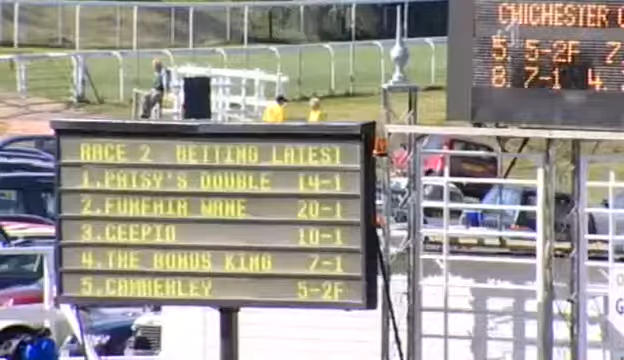 CHICHESTER
5 5-2F 7
8 7-1 4
RACE 2 BETTING LATEST
1.PATSY'S DOUBLE 14-1
2.FUNFAIR WANE 20-1
3.CEEPIO 10-1
4.THE BONUS KING 7-1
5.CAMBERLEY 5-2F